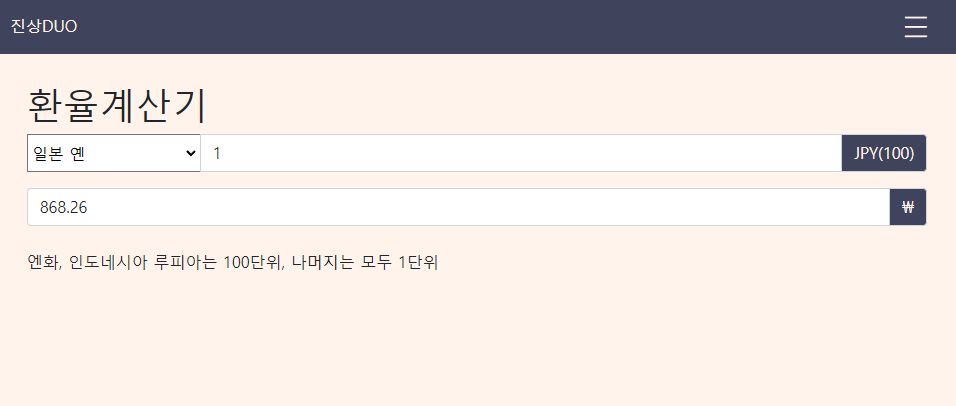 진상DUO
환율계산기
일본 옌 1 JPY(100)
868.26 ₩
엔화, 인도네시아 루피아는 100단위, 나머지는 모두 1단위